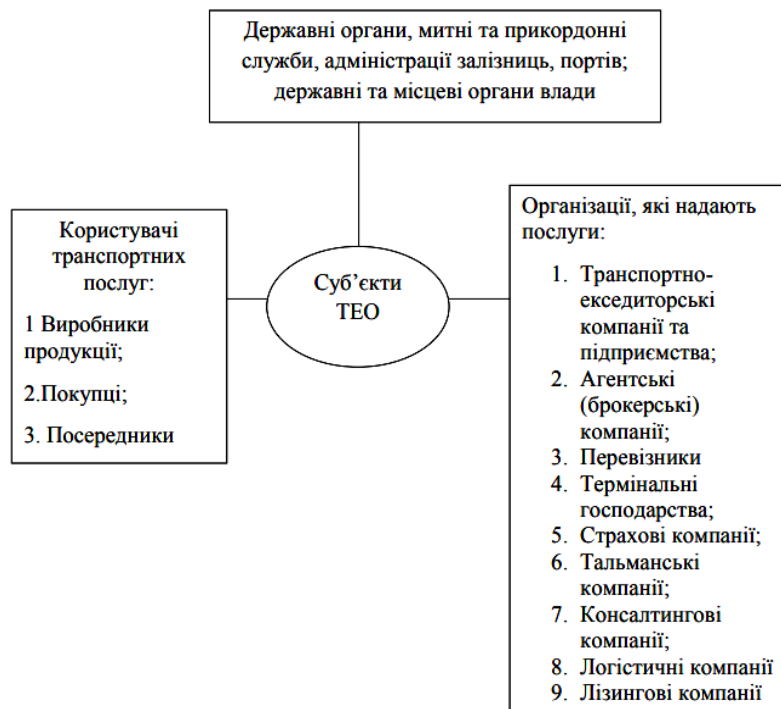 Державні органи, митні та прикордонні
служби, адміністрації залізниць, портів;
державні та місцеві органи влади
Користувачі
транспортних
послуг:
1 Виробники
продукції;
2.Покупці;
3. Посередники
Суб’єкти
ТЕО
Організації, які надають
послуги:
1. Транспортно-
екседиторські
компанії та
підприємства;
2. Агентські
(брокерські)
компанії;
3. Перевізники
4. Термінальні
господарства;
5. Страхові компанії;
6. Тальманські
компанії;
7. Консалтингові
компанії;
8. Логістичні компанії
9. Лізингові компанії